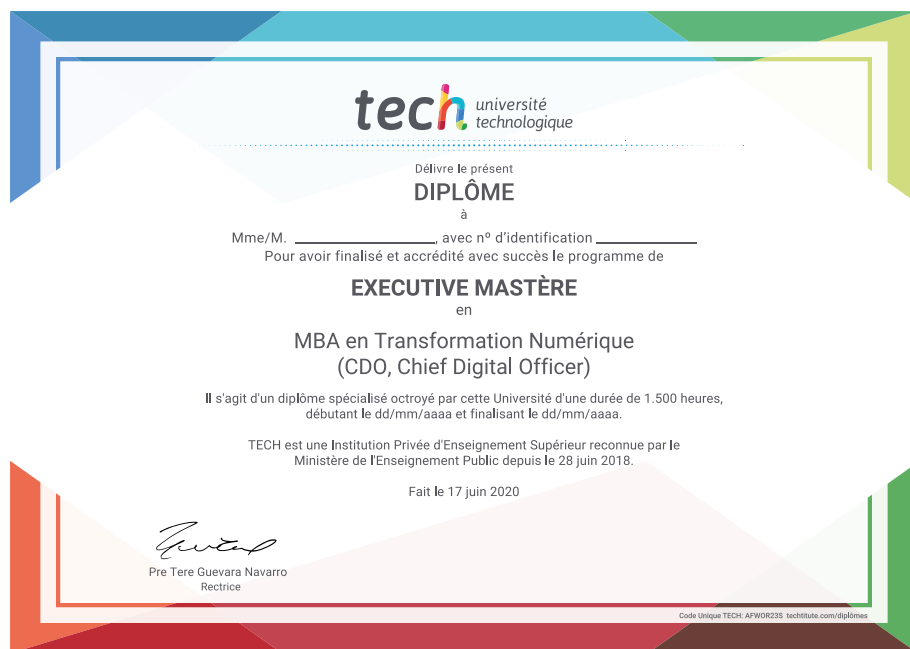 tech université
technologique
Délivre le présent
DIPLÔME
à
Mme/M. ____________, avec nº d'identification ____________
Pour avoir finalisé et accrédité avec succès le programme de
EXECUTIVE MASTÈRE
en
MBA en Transformation Numérique
(CDO, Chief Digital Officer)
Il s'agit d'un diplôme spécialisé octroyé par cette Université d'une durée de 1.500 heures,
débutant le dd/mm/aaaa et finalisant le dd/mm/aaaa.
TECH est une Institution Privée d'Enseignement Supérieur reconnue par le
Ministère de l'Enseignement Public depuis le 28 juin 2018.
Fait le 17 juin 2020
Pre Tere Guevara Navarro
Rectrice
Code Unique TECH: AFWOR23S techtitute.com/diplômes